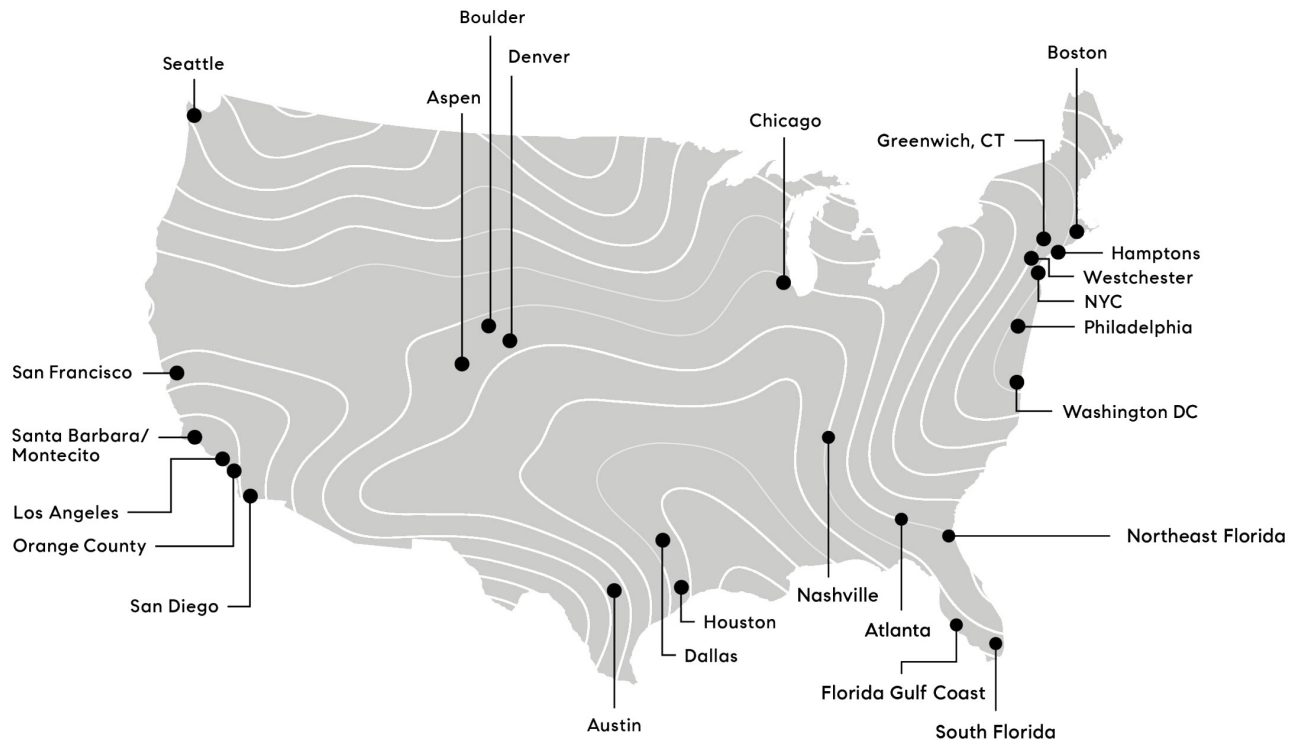 Boulder
Denver
Boston
Seattle
Aspen
Chicago
Greenwich, CT
Hamptons
Westchester
NYC
Philadelphia
San Francisco
Washington DC
Santa Barbara/
Montecito
Los Angeles
Orange County
Northeast Florida
San Diego
Nashville
Houston
Atlanta
Dallas
Florida Gulf Coast
Austin
South Florida